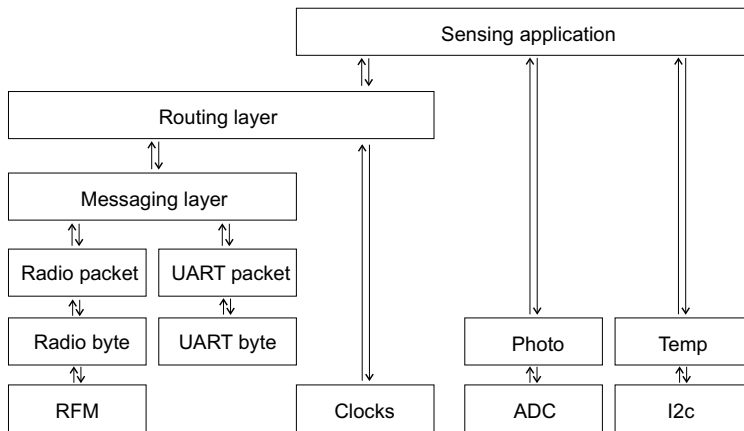 Sensing application
Routing layer
Messaging layer
Radio packet
UART packet
Radio byte
UART byte
Photo
Temp
RFM
Clocks
ADC
I2c